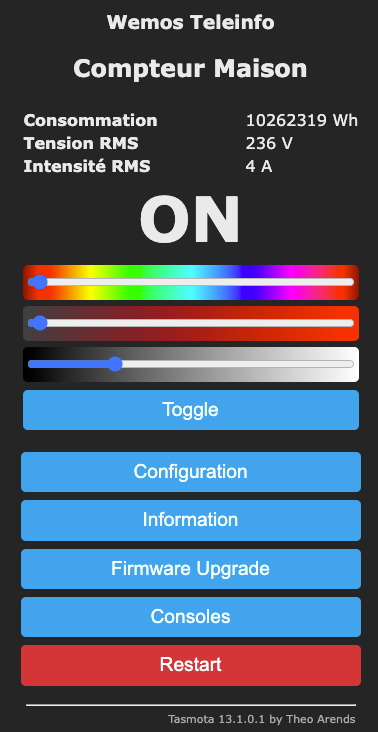 Wemos Teleinfo
Compteur Maison
Consommation 10262319 Wh
Tension RMS 236 V
Intensité RMS 4 A
ON
Toggle
Configuration
Information
Firmware Upgrade
Consoles
Restart
Tasmota 13.1.0.1 by Theo Arends